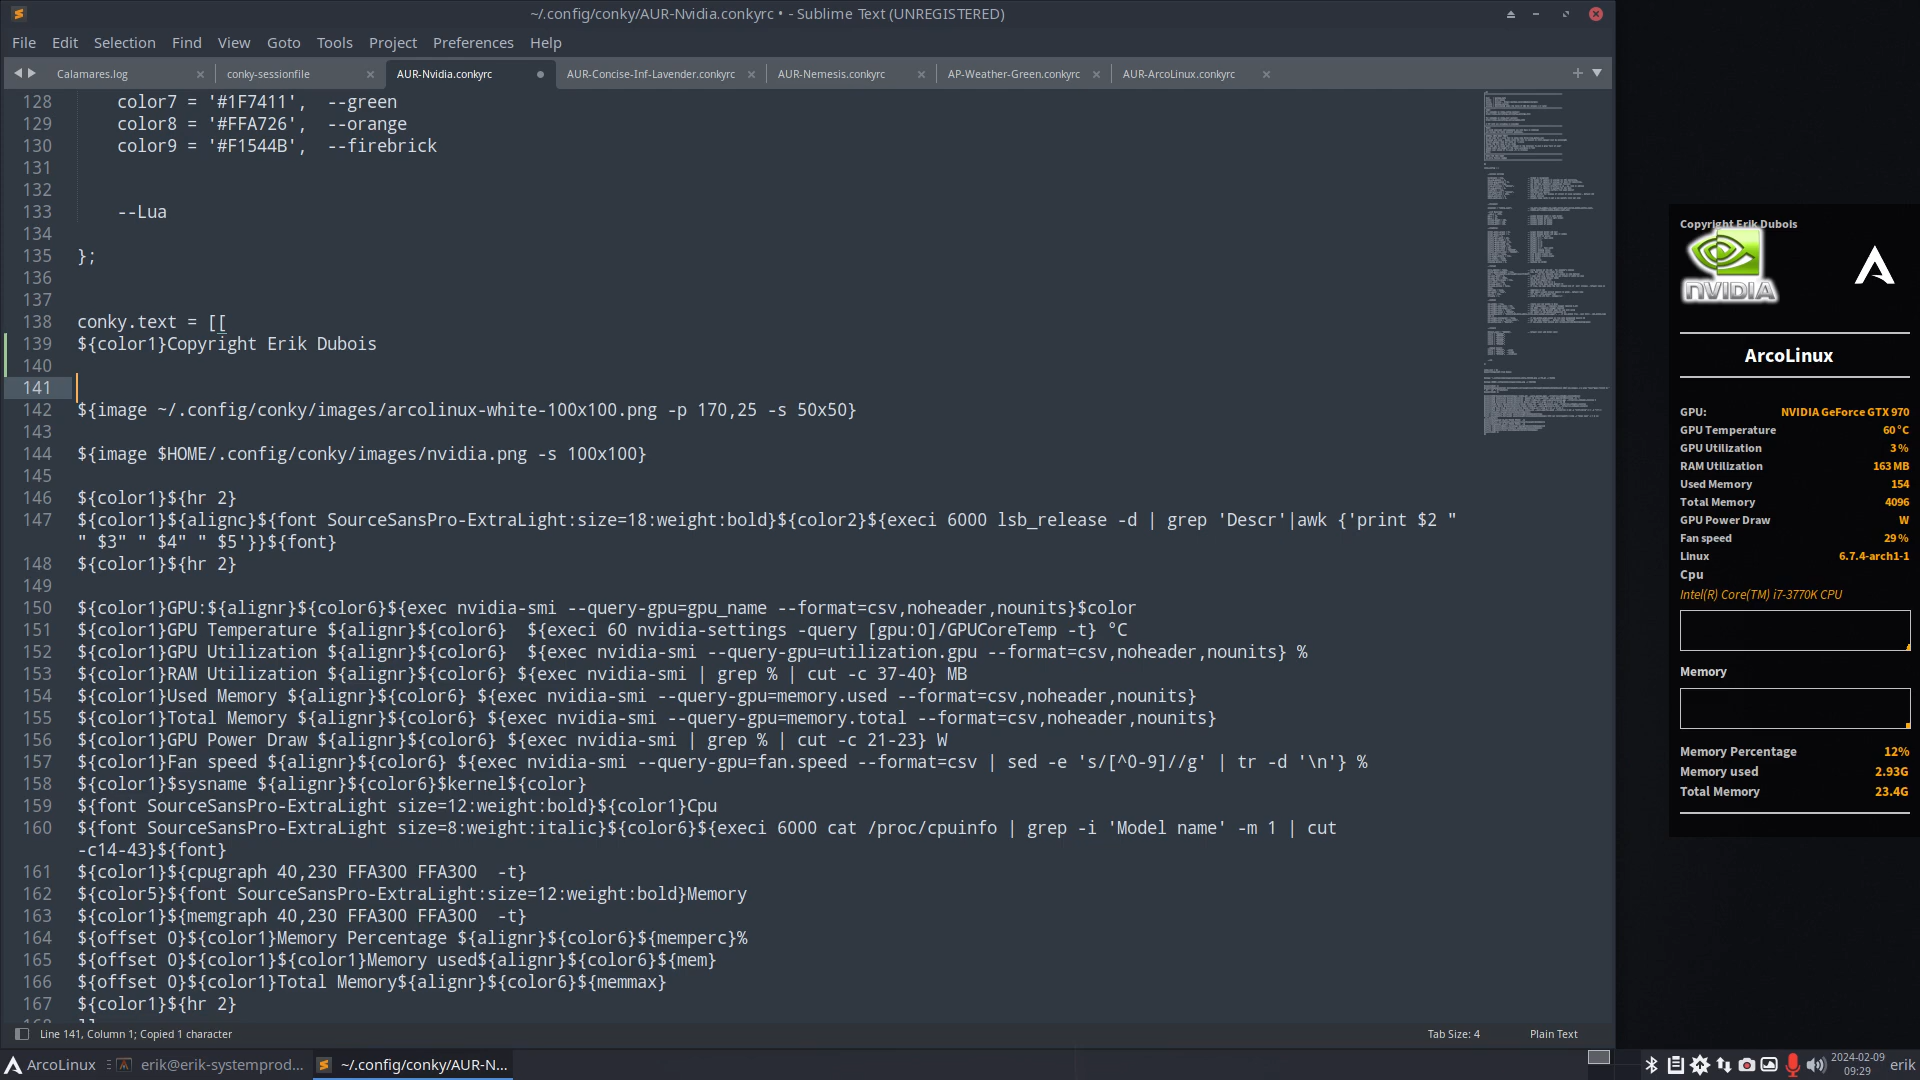 ~/.config/conky/AUR-Nvidia.conkyrc • - Sublime Text (UNREGISTERED)
File Edit Selection Find View Goto Tools Project Preferences Help
Calamares.log × conky-sessionfile × AUR-Nvidia.conkyrc AUR-Concise-Inf-Lavender.conkyrc × AUR-Nemesis.conkyrc × AP-Weather-Green.conkyrc × AUR-ArcoLinux.conkyrc ×
128 color7 = '#1F7411', --green
129 color8 = '#FFA726', --orange
130 color9 = '#F1544B', --firebrick
131
132
133 --Lua
134
135 };
136
137
138 conky.text = [[
139 ${color1}Copyright Erik Dubois
140
141
142 ${image ~/.config/conky/images/arcolinux-white-100x100.png -p 170,25 -s 50x50}
143
144 ${image $HOME/.config/conky/images/nvidia.png -s 100x100}
145
146 ${color1}${hr 2}
147 ${color1}${alignc}${font SourceSansPro-ExtraLight:size=18:weight:bold}${color2}${execi 6000 lsb_release -d | grep 'Descr'|awk {'print $2 "
" $3" " $4" " $5'}}${font}
148 ${color1}${hr 2}
149
150 ${color1}GPU:${alignr}${color6}${exec nvidia-smi --query-gpu=gpu_name --format=csv,noheader,nounits}$color
151 ${color1}GPU Temperature ${alignr}${color6}  ${execi 60 nvidia-settings -query [gpu:0]/GPUCoreTemp -t} °C
152 ${color1}GPU Utilization ${alignr}${color6}  ${exec nvidia-smi --query-gpu=utilization.gpu --format=csv,noheader,nounits} %
153 ${color1}RAM Utilization ${alignr}${color6} ${exec nvidia-smi | grep % | cut -c 37-40} MB
154 ${color1}Used Memory ${alignr}${color6} ${exec nvidia-smi --query-gpu=memory.used --format=csv,noheader,nounits}
155 ${color1}Total Memory ${alignr}${color6} ${exec nvidia-smi --query-gpu=memory.total --format=csv,noheader,nounits}
156 ${color1}GPU Power Draw ${alignr}${color6} ${exec nvidia-smi | grep % | cut -c 21-23} W
157 ${color1}Fan speed ${alignr}${color6} ${exec nvidia-smi --query-gpu=fan.speed --format=csv | sed -e 's/[^0-9]//g' | tr -d '\n'} %
158 ${color1}$sysname ${alignr}${color6}$kernel${color}
159 ${font SourceSansPro-ExtraLight size=12:weight:bold}${color1}Cpu
160 ${font SourceSansPro-ExtraLight size=8:weight:italic}${color6}${execi 6000 cat /proc/cpuinfo | grep -i 'Model name' -m 1 | cut
-c14-43}${font}
161 ${color1}${cpugraph 40,230 FFA300 FFA300  -t}
162 ${color5}${font SourceSansPro-ExtraLight:size=12:weight:bold}Memory
163 ${color1}${memgraph 40,230 FFA300 FFA300  -t}
164 ${offset 0}${color1}Memory Percentage ${alignr}${color6}${memperc}%
165 ${offset 0}${color1}${color1}Memory used${alignr}${color6}${mem}
166 ${offset 0}${color1}Total Memory${alignr}${color6}${memmax}
167 ${color1}${hr 2}
Line 141, Column 1; Copied 1 character Tab Size: 4 Plain Text
Copyright Erik Dubois
NVIDIA
ArcoLinux
GPU: NVIDIA GeForce GTX 970
GPU Temperature 60 °C
GPU Utilization 3 %
RAM Utilization 163 MB
Used Memory 154
Total Memory 4096
GPU Power Draw W
Fan speed 29 %
Linux 6.7.4-arch1-1
Cpu
Intel(R) Core(TM) i7-3770K CPU
Memory
Memory Percentage 12%
Memory used 2.93G
Total Memory 23.4G
ArcoLinux erik@erik-systemprod... ~/.config/conky/AUR-N... 2024-02-09 erik
09:29